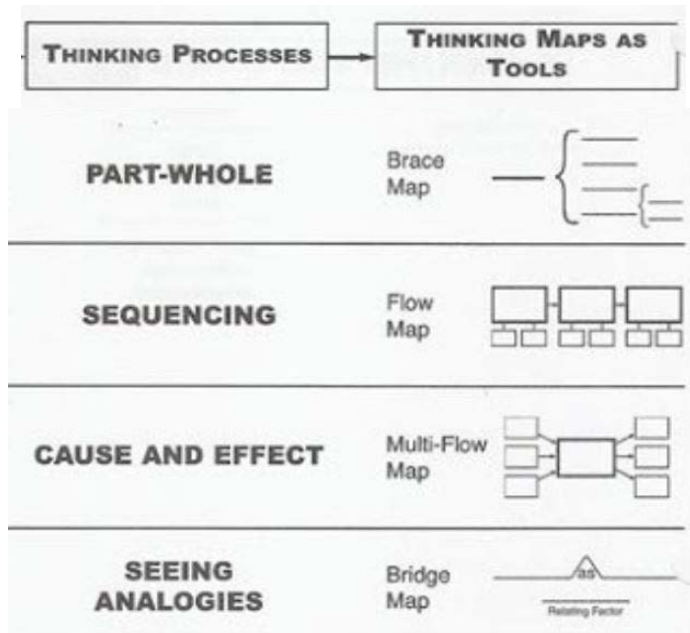 THINKING PROCESSES
THINKING MAPS AS
TOOLS
PART-WHOLE
Brace
Map
SEQUENCING
Flow
Map
CAUSE AND EFFECT
Multi-Flow
Map
SEEING
ANALOGIES
Bridge
Map
as
Relating Factor